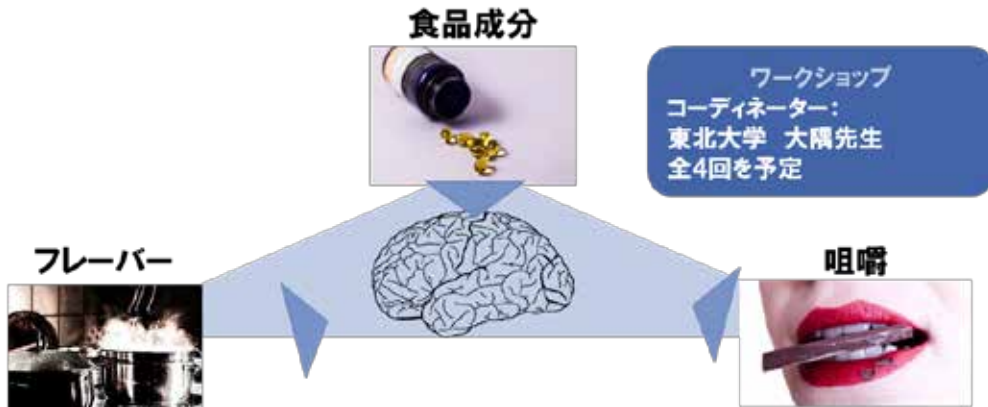 食品成分
ワークショップ
コーディネーター:
東北大学 大隅先生
全4回を予定
フレーバー
咀嚼